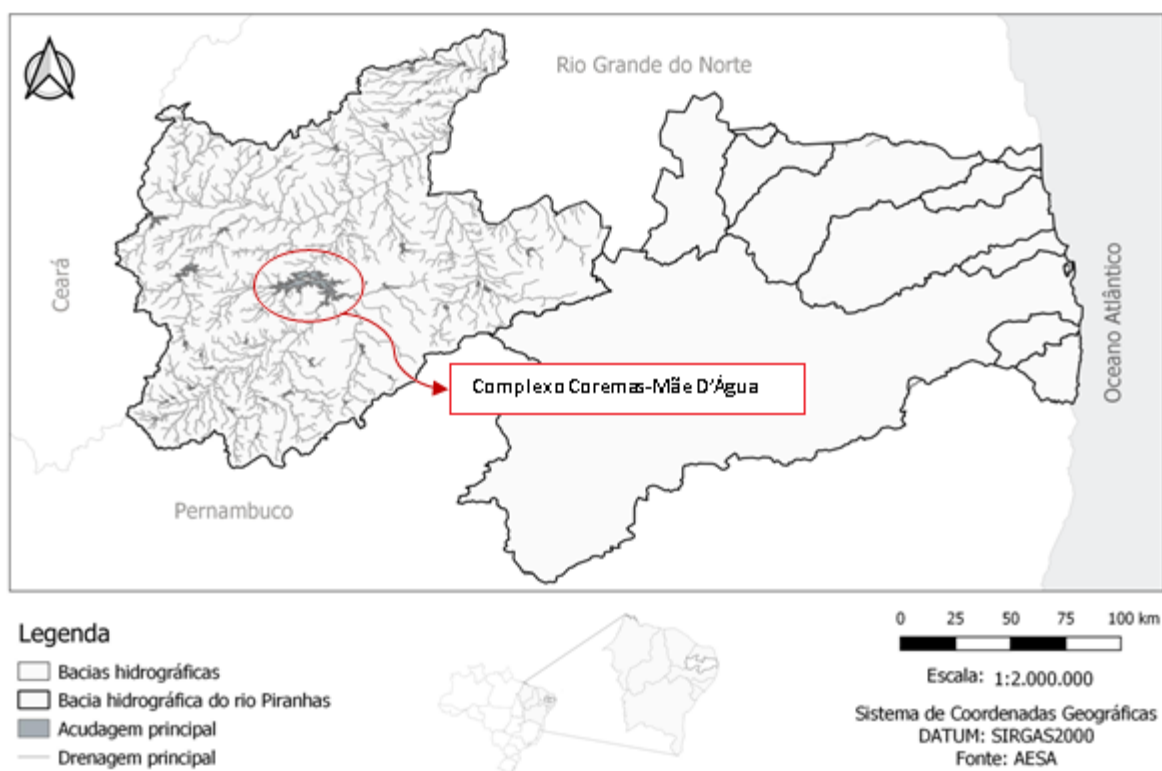 Rio Grande do Norte
Ceará
Oceano Atlântico
Complexo Coremas-Mãe D'Água
Pernambuco
Legenda
Bacias hidrográficas
Bacia hidrográfica do rio Piranhas
Acudagem principal
Drenagem principal
0 25 50 75 100 km
Escala: 1:2.000.000
Sistema de Coordenadas Geográficas
DATUM: SIRGAS2000
Fonte: AESA